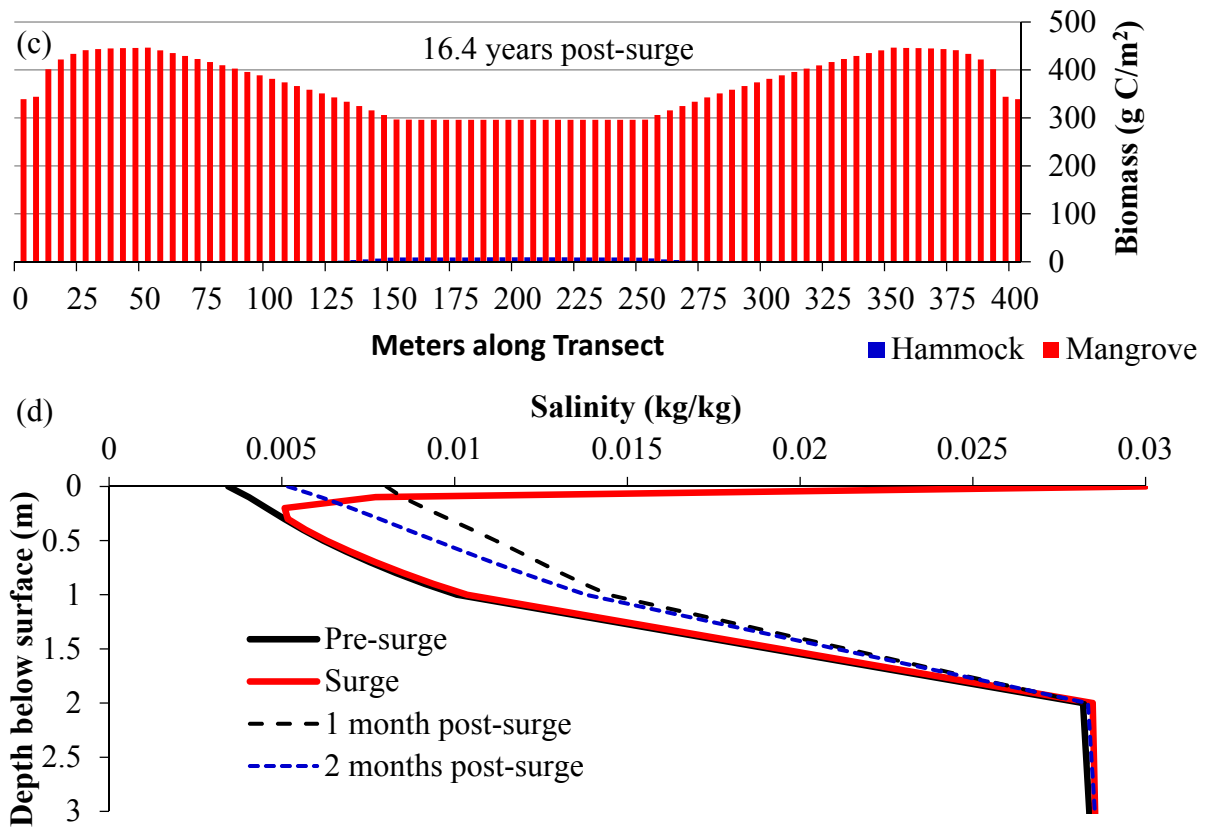 (c)
16.4 years post-surge
500
400
300
200
100
0
Biomass (g C/m²)
0 25 50 75 100 125 150 175 200 225 250 275 300 325 350 375 400
Meters along Transect
Hammock Mangrove
(d)
Salinity (kg/kg)
0 0.005 0.01 0.015 0.02 0.025 0.03
Depth below surface (m)
0
0.5
1
1.5
2
2.5
3
Pre-surge
Surge
1 month post-surge
2 months post-surge